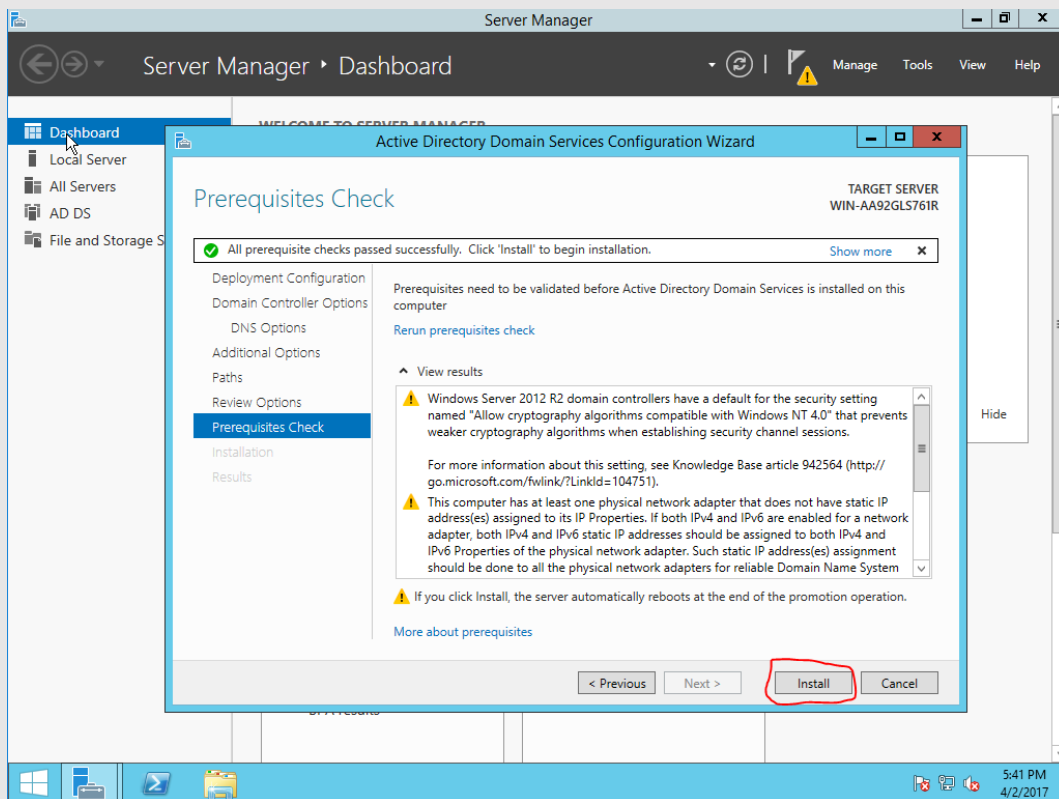 Server Manager
Server Manager ‣ Dashboard
Manage Tools View Help
Dashboard
Local Server
All Servers
AD DS
File and Storage S
WELCOME TO SERVER MANAGER
Active Directory Domain Services Configuration Wizard
Prerequisites Check
TARGET SERVER
WIN-AA92GLS761R
All prerequisite checks passed successfully. Click 'Install' to begin installation.
Show more
Deployment Configuration
Domain Controller Options
DNS Options
Additional Options
Paths
Review Options
Prerequisites Check
Installation
Results
Prerequisites need to be validated before Active Directory Domain Services is installed on this
computer
Rerun prerequisites check
View results
Windows Server 2012 R2 domain controllers have a default for the security setting
named "Allow cryptography algorithms compatible with Windows NT 4.0" that prevents
weaker cryptography algorithms when establishing security channel sessions.
For more information about this setting, see Knowledge Base article 942564 (http://
go.microsoft.com/fwlink/?LinkId=104751).
This computer has at least one physical network adapter that does not have static IP
address(es) assigned to its IP Properties. If both IPv4 and IPv6 are enabled for a network
adapter, both IPv4 and IPv6 static IP addresses should be assigned to both IPv4 and
IPv6 Properties of the physical network adapter. Such static IP address(es) assignment
should be done to all the physical network adapters for reliable Domain Name System
If you click Install, the server automatically reboots at the end of the promotion operation.
More about prerequisites
Hide
< Previous
Next >
Install
Cancel
BPA results
5:41 PM
4/2/2017